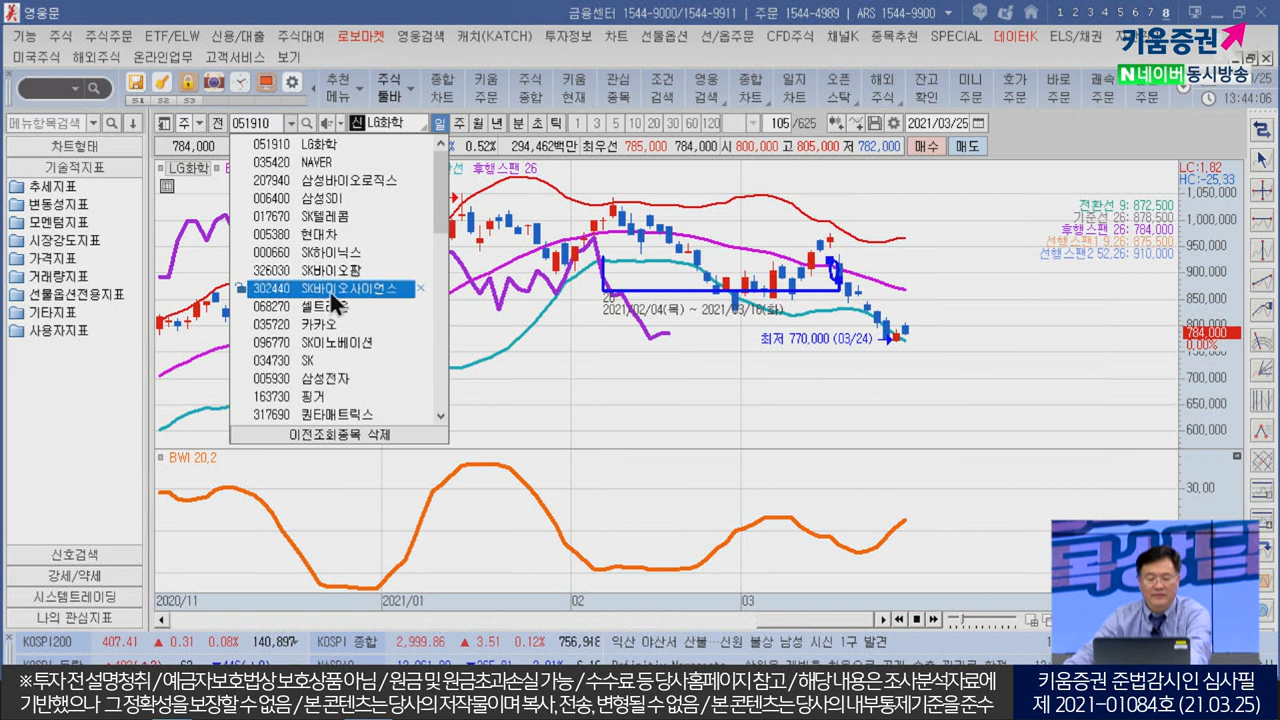 영웅문
금융센터 1544-9000/1544-9911 | 주문 1544-4989 | ARS 1544-9900
1 2 3 4 5 6 7 8
기능 주식 주식주문 ETF/ELW 신용/대출 주식대여 로보마켓 영웅검색 캐치(KATCH) 투자정보 차트 선물옵션 선/옵주문 CFD주식 채널K 종목추천 SPECIAL 데이터K ELS/채권
미국주식 해외주식 온라인업무 고객서비스 보기
키움증권
N네이버 동시방송
S1 S2 S3
추천 메뉴
주식 툴바
종합 차트
키움 주문
주식 종합
키움 현재
관심 종목
조건 검색
영웅 검색
종합 차트
일지 차트
오픈 스탁
해외 주식
잔고 확인
미니 주문
호가 주문
바로 주문
쾌속 주문
13:44:06
메뉴항목검색
주 전 051910 신 LG화학 일 주 월 년 분 초 틱 1 3 5 10 20 30 60 120 105 /625 2021/03/25
784,000
0.52% 294,462백만 최우선 785,000 784,000 시 800,000 고 805,000 저 782,000 매수 매도
차트형태
기술적지표
추세지표
변동성지표
모멘텀지표
시장강도지표
가격지표
거래량지표
선물옵션전용지표
기타지표
사용자지표
신호검색
강세/약세
시스템트레이딩
나의 관심지표
LG화학
후행스팬 26
051910 LG화학
035420 NAVER
207940 삼성바이오로직스
006400 삼성SDI
017670 SK텔레콤
005380 현대차
000660 SK하이닉스
326030 SK바이오팜
302440 SK바이오사이언스
068270
035720 카카오
096770 SK이노베이션
034730 SK
005930 삼성전자
163730 핑거
317690 퀀타매트릭스
이전조회종목 삭제
LC:1,82
HC:-25,33
전환선 9: 872,500
기준선 26: 878,500
후행스팬 26: 784,000
선행스팬1 9,26: 875,500
선행스팬2 52,26: 910,000
1,050,000
1,000,000
950,000
900,000
850,000
800,000
784,000
0.00%
750,000
700,000
650,000
600,000
26
2021/02/04(목) ~ 2021/03/16(화)
최저 770,000 (03/24)
BWI 20,2
30,00
2020/11 2021/01 02 03
KOSPI200 407.41 ▲ 0.31 0.08% 140,897 KOSPI 종합 2,999.86 ▲ 3.51 0.12% 756,918 익산 야산서 산불…신원 불상 남성 시신 1구 발견
※ 투자 전 설명청취 / 예금자보호법상 보호상품 아님 / 원금 및 원금초과손실 가능 / 수수료 등 당사홈페이지 참고 / 해당 내용은 조사분석자료에
기반했으나 그 정확성을 보장할 수 없음 / 본 콘텐츠는 당사의 저작물이며 복사, 전송, 변형될 수 없음 / 본 콘텐츠는 당사의 내부통제기준을 준수
키움증권 준법감시인 심사필
제 2021-01084호 (21.03.25)